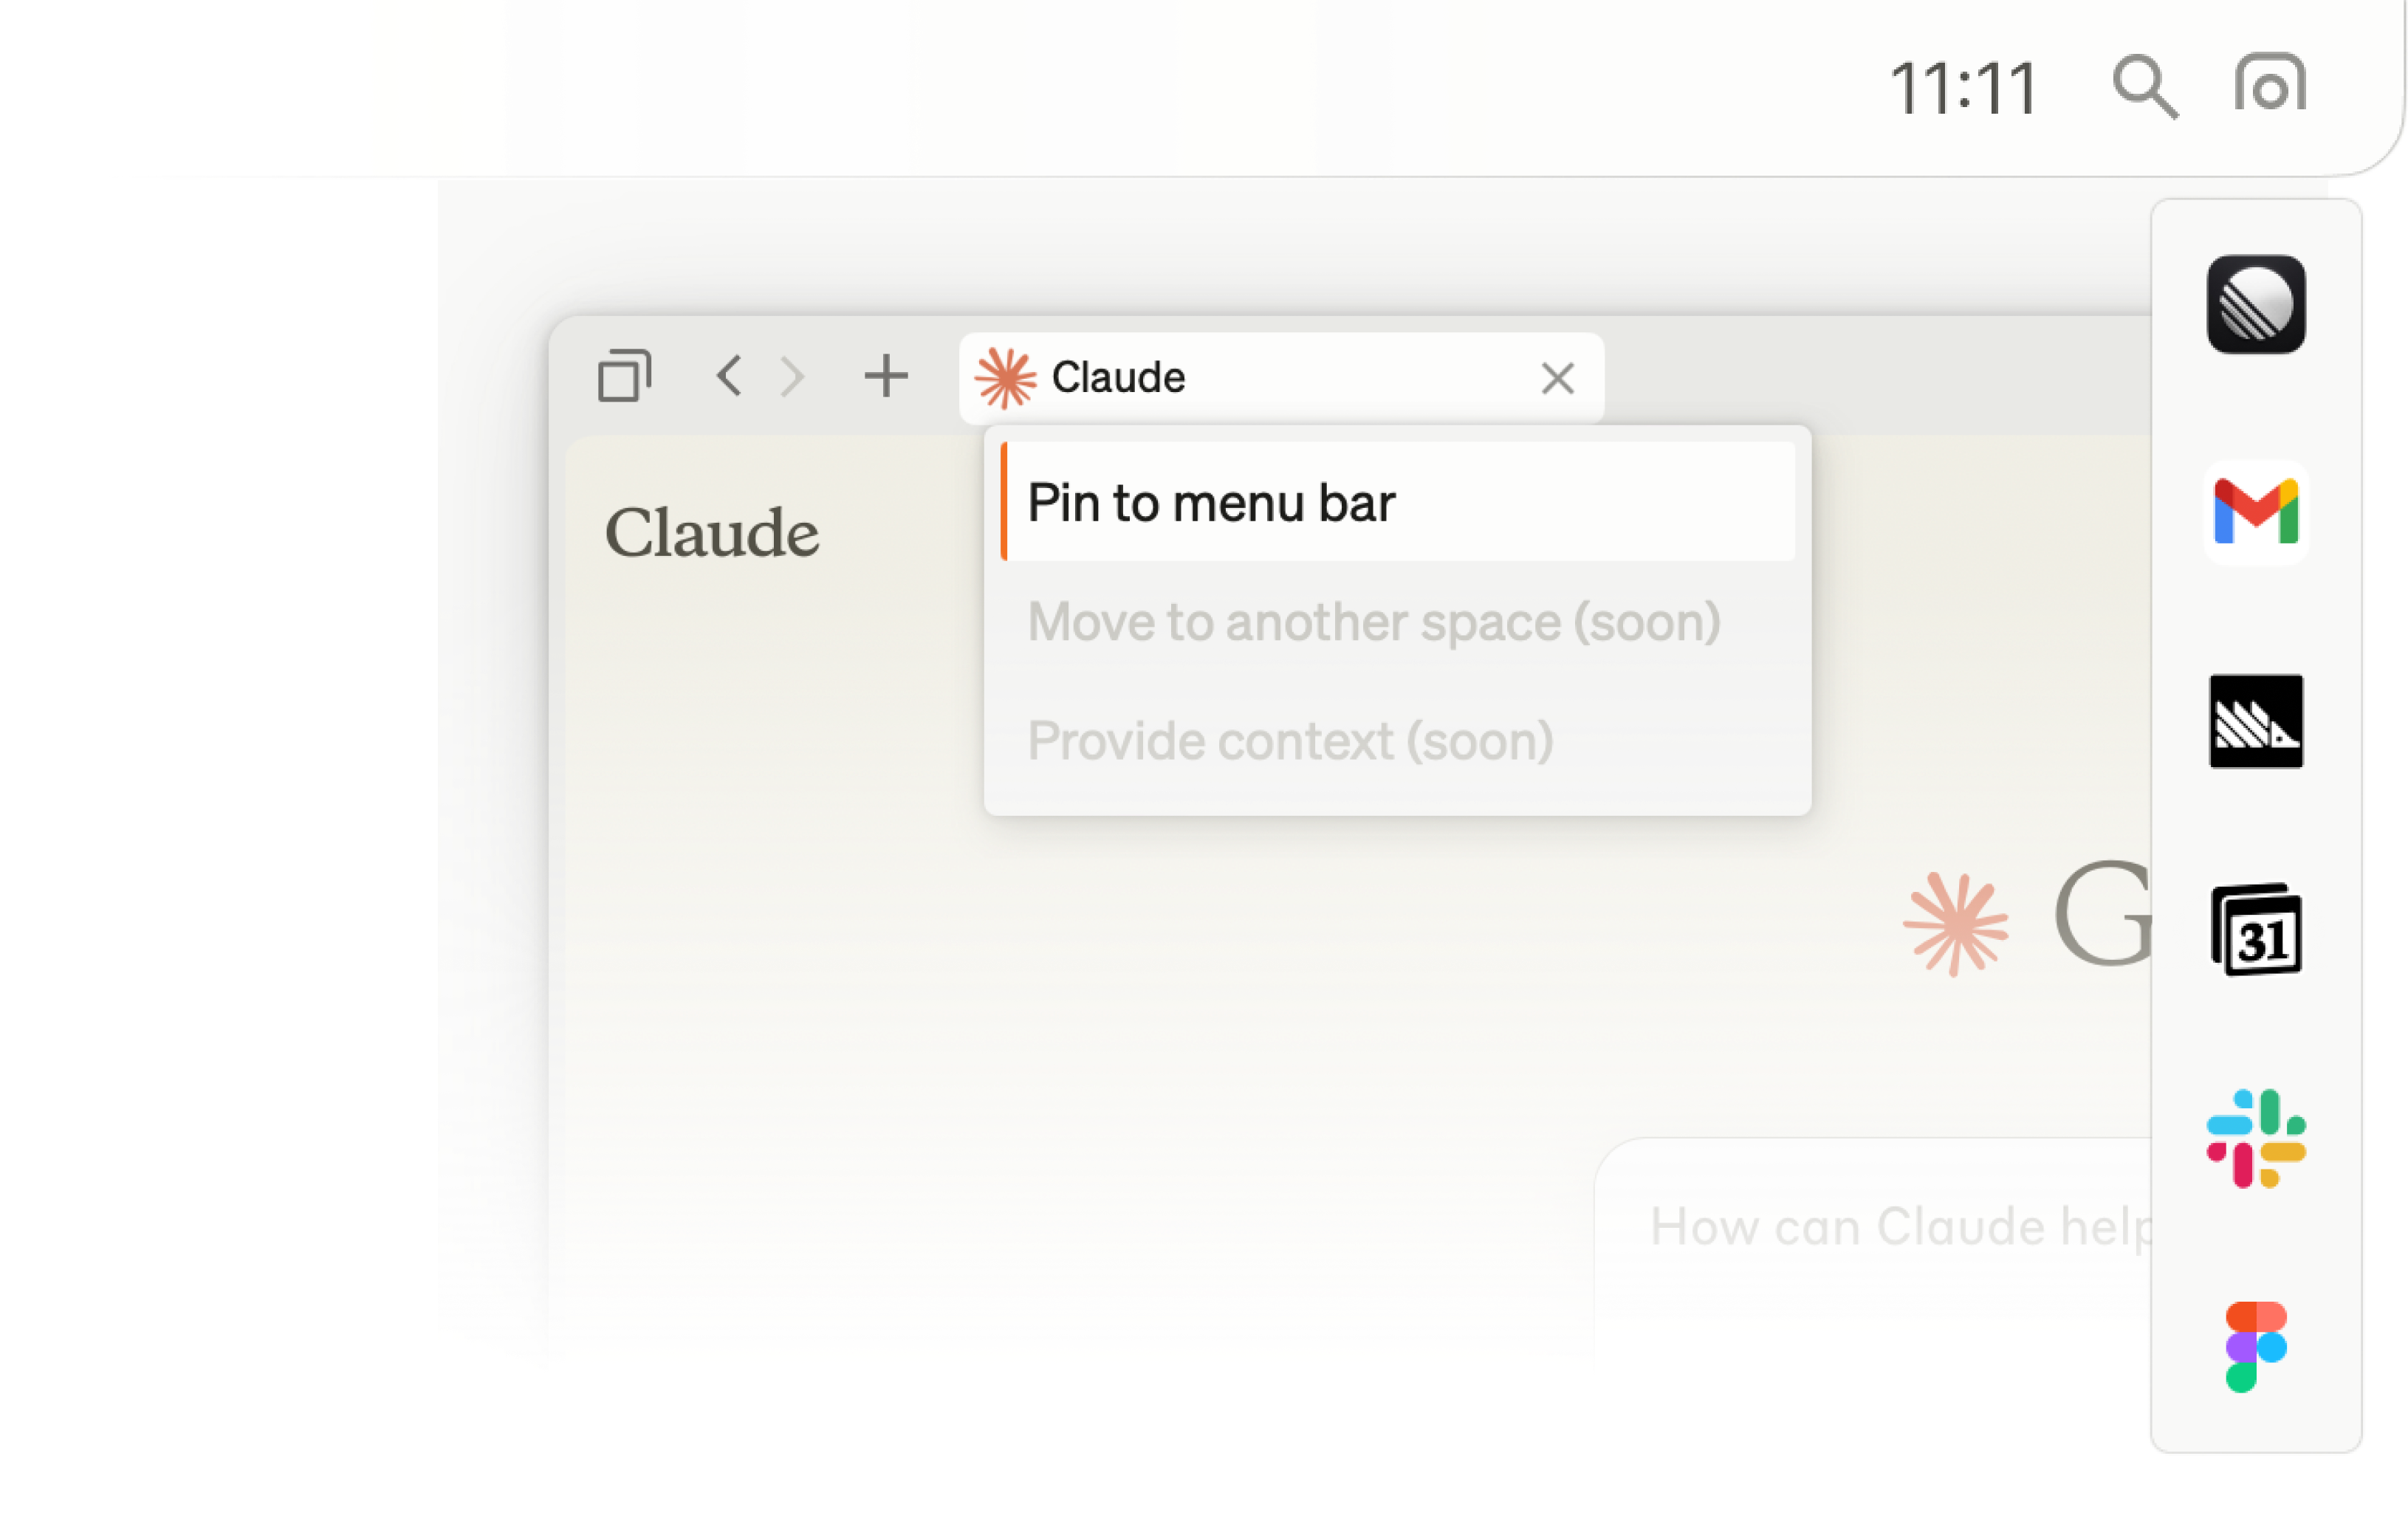 11:11
Claude
Claude
Pin to menu bar
Move to another space (soon)
Provide context (soon)
G
31
How can Claude help